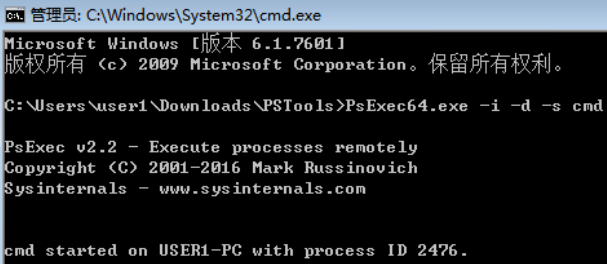 管理员: C:\Windows\System32\cmd.exe
Microsoft Windows [版本 6.1.7601]
版权所有 (c) 2009 Microsoft Corporation。保留所有权利。
C:\Users\user1\Downloads\PSTools>PsExec64.exe -i -d -s cmd
PsExec v2.2 - Execute processes remotely
Copyright (C) 2001-2016 Mark Russinovich
Sysinternals - www.sysinternals.com
cmd started on USER1-PC with process ID 2476.